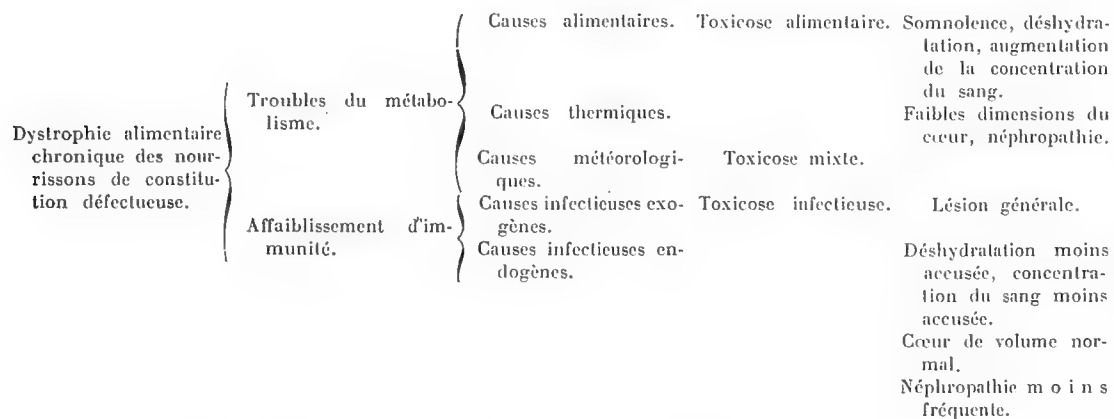 Dystrophie alimentaire
chronique des nour-
rissons de constitu-
tion défectueuse.
Troubles du métabo-
lisme.
Affaiblissement d'im-
munité.
Causes alimentaires.
Causes thermiques.
Causes météorologi-
ques.
Causes infectieuses exo-
gènes.
Causes infectieuses en-
dogènes.
Toxicose alimentaire.
Toxicose mixte.
Toxicose infectieuse.
Somnolence, déshydra-
tation, augmentation
de la concentration
du sang.
Faibles dimensions du
cœur, néphropathie.
Lésion générale.
Déshydratation moins
accusée, concentra-
tion du sang moins
accusée.
Cœur de volume nor-
mal.
Néphropathie moins
fréquente.